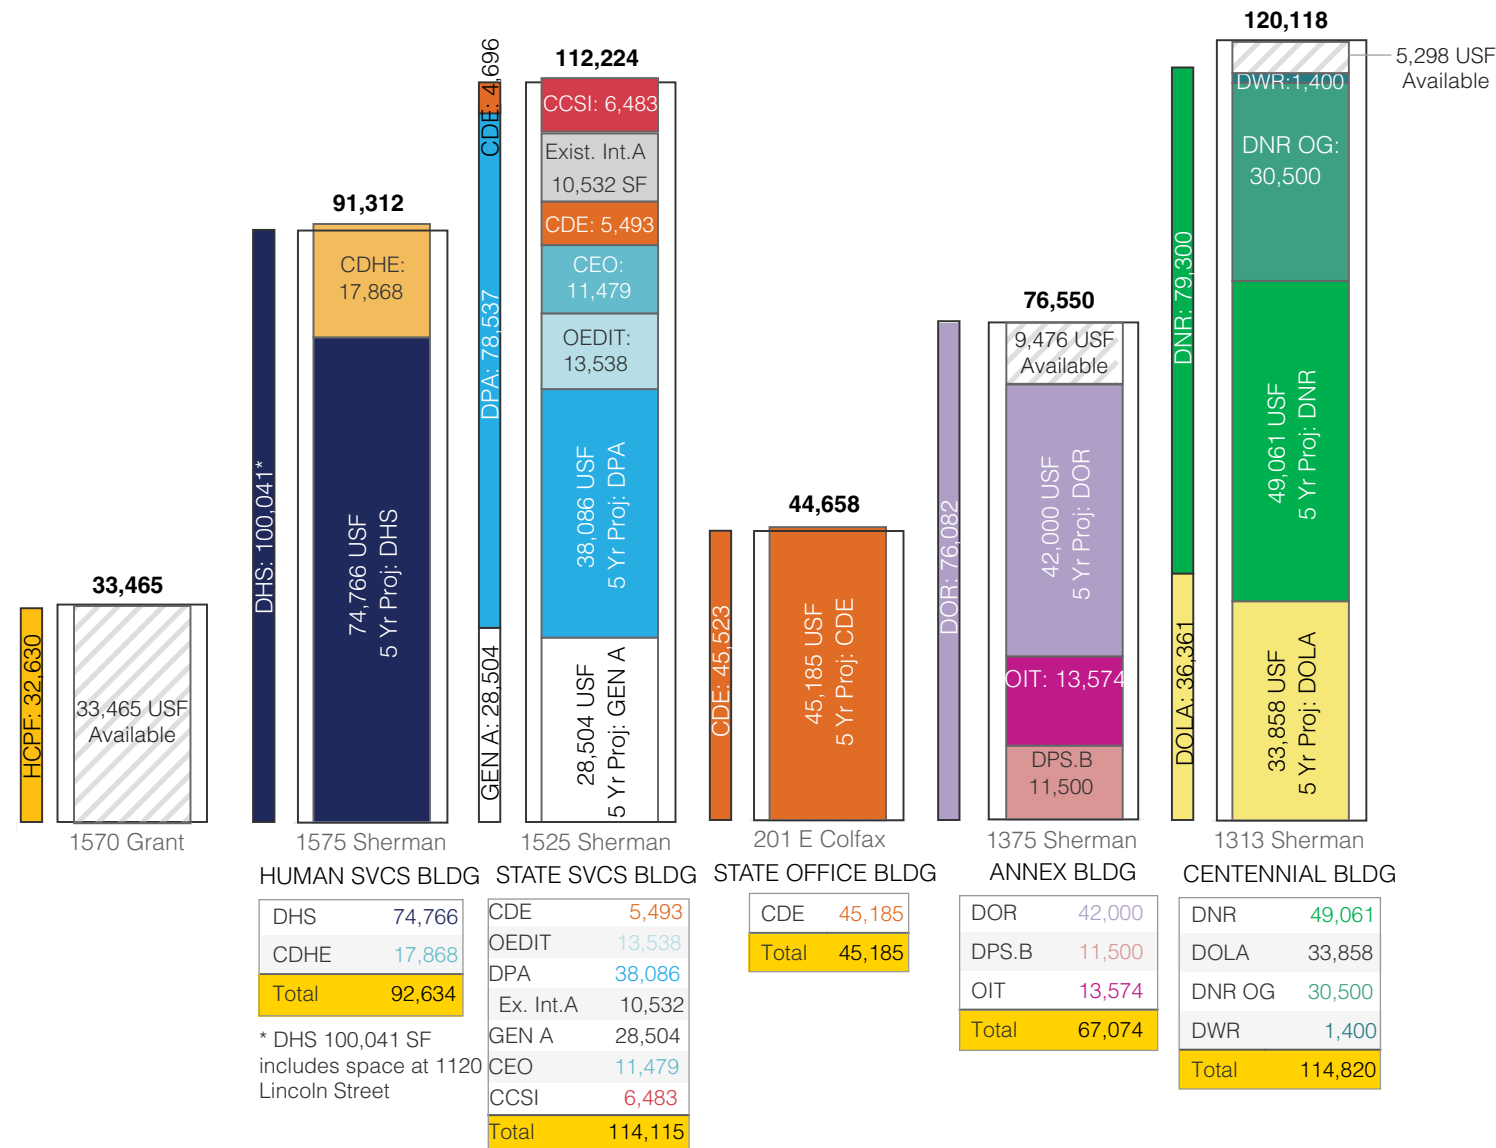 33,465
HCPF: 32,630
33,465 USF
Available
1570 Grant
91,312
DHS: 100,041*
CDHE:
17,868
74,766 USF
5 Yr Proj: DHS
1575 Sherman
HUMAN SVCS BLDG
DHS 74,766
CDHE 17,868
Total 92,634
* DHS 100,041 SF
includes space at 1120
Lincoln Street
112,224
CDE: 4,696
DPA: 78,537
GEN A: 28,504
CCSI: 6,483
Exist. Int.A
10,532 SF
CDE: 5,493
CEO:
11,479
OEDIT:
13,538
38,086 USF
5 Yr Proj: DPA
28,504 USF
5 Yr Proj: GEN A
1525 Sherman
STATE SVCS BLDG
CDE 5,493
OEDIT 13,538
DPA 38,086
Ex. Int.A 10,532
GEN A 28,504
CEO 11,479
CCSI 6,483
Total 114,115
44,658
CDE: 45,523
45,185 USF
5 Yr Proj: CDE
201 E Colfax
STATE OFFICE BLDG
CDE 45,185
Total 45,185
76,550
DOR: 76,082
9,476 USF
Available
42,000 USF
5 Yr Proj: DOR
OIT: 13,574
DPS.B
11,500
1375 Sherman
ANNEX BLDG
DOR 42,000
DPS.B 11,500
OIT 13,574
Total 67,074
120,118
5,298 USF
Available
DNR: 79,300
DOLA: 36,361
DWR:1,400
DNR OG:
30,500
49,061 USF
5 Yr Proj: DNR
33,858 USF
5 Yr Proj: DOLA
1313 Sherman
CENTENNIAL BLDG
DNR 49,061
DOLA 33,858
DNR OG 30,500
DWR 1,400
Total 114,820